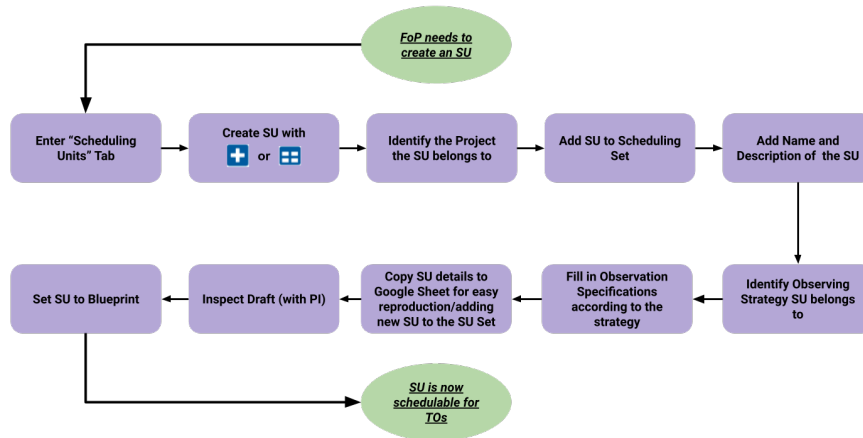 FoP needs to
create an SU
Enter “Scheduling
Units” Tab
Create SU with
or
Identify the Project
the SU belongs to
Add SU to Scheduling
Set
Add Name and
Description of the SU
Identify Observing
Strategy SU belongs
to
Fill in Observation
Specifications
according to the
strategy
Copy SU details to
Google Sheet for easy
reproduction/adding
new SU to the SU Set
Inspect Draft (with PI)
Set SU to Blueprint
SU is now
schedulable for
TOs